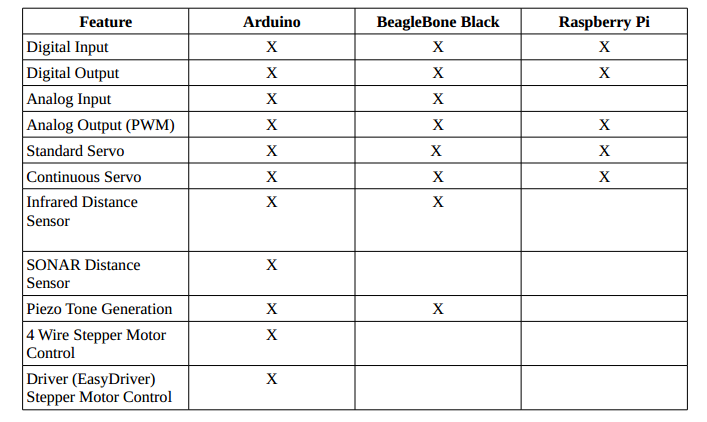 Feature Arduino BeagleBone Black Raspberry Pi
Digital Input X X X
Digital Output X X X
Analog Input X X
Analog Output (PWM) X X X
Standard Servo X X X
Continuous Servo X X X
Infrared Distance X X
Sensor
SONAR Distance X
Sensor
Piezo Tone Generation X X
4 Wire Stepper Motor X
Control
Driver (EasyDriver) X
Stepper Motor Control